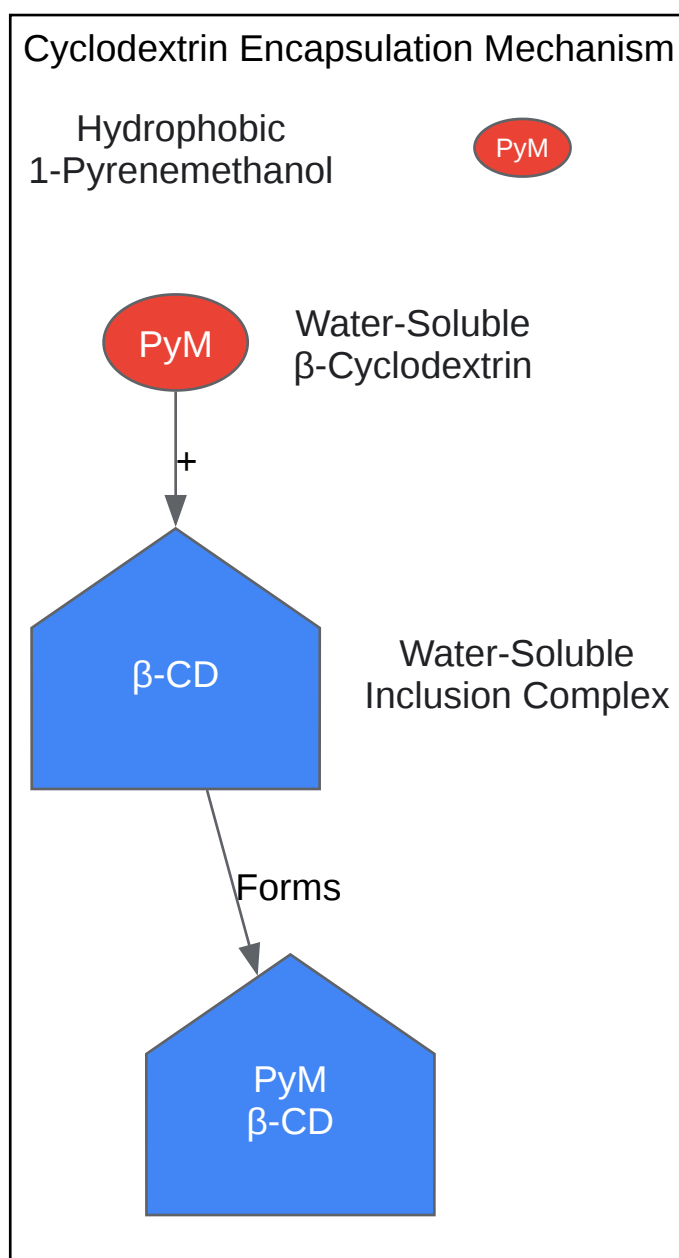 Cyclodextrin Encapsulation Mechanism
Hydrophobic
1-Pyrenemethanol
PyM
PyM
Water-Soluble
β-Cyclodextrin
+
β-CD
Water-Soluble
Inclusion Complex
Forms
PyM
β-CD